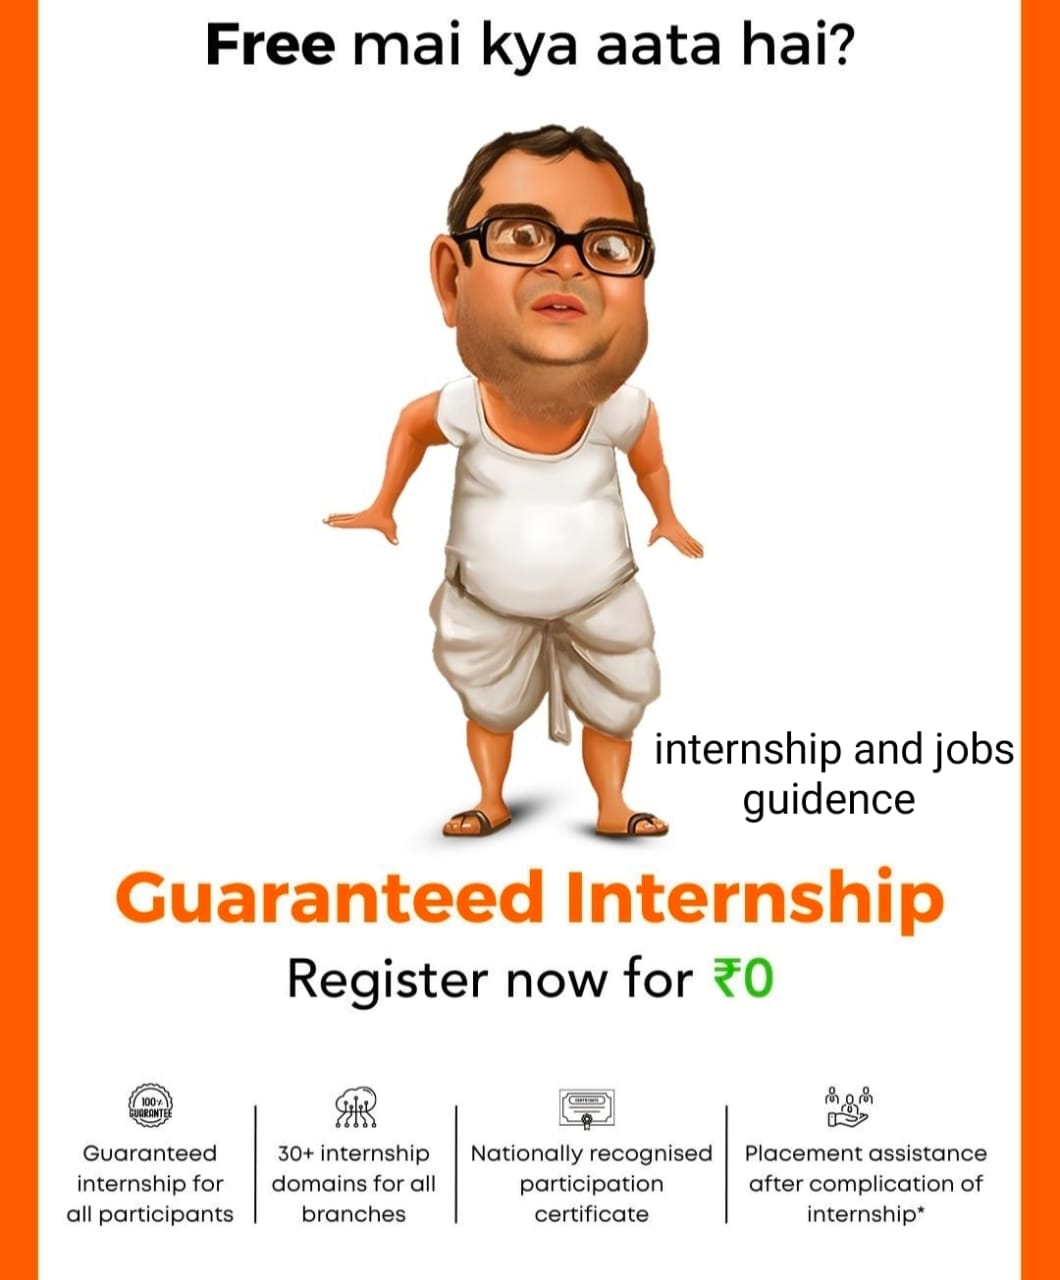 Free mai kya aata hai?
internship and jobs
guidence
Guaranteed Internship
Register now for ₹0
100%
GUARANTEE
Guaranteed
internship for
all participants
30+ internship
domains for all
branches
CERTIFICATE
Nationally recognised
participation
certificate
Placement assistance
after complication of
internship*